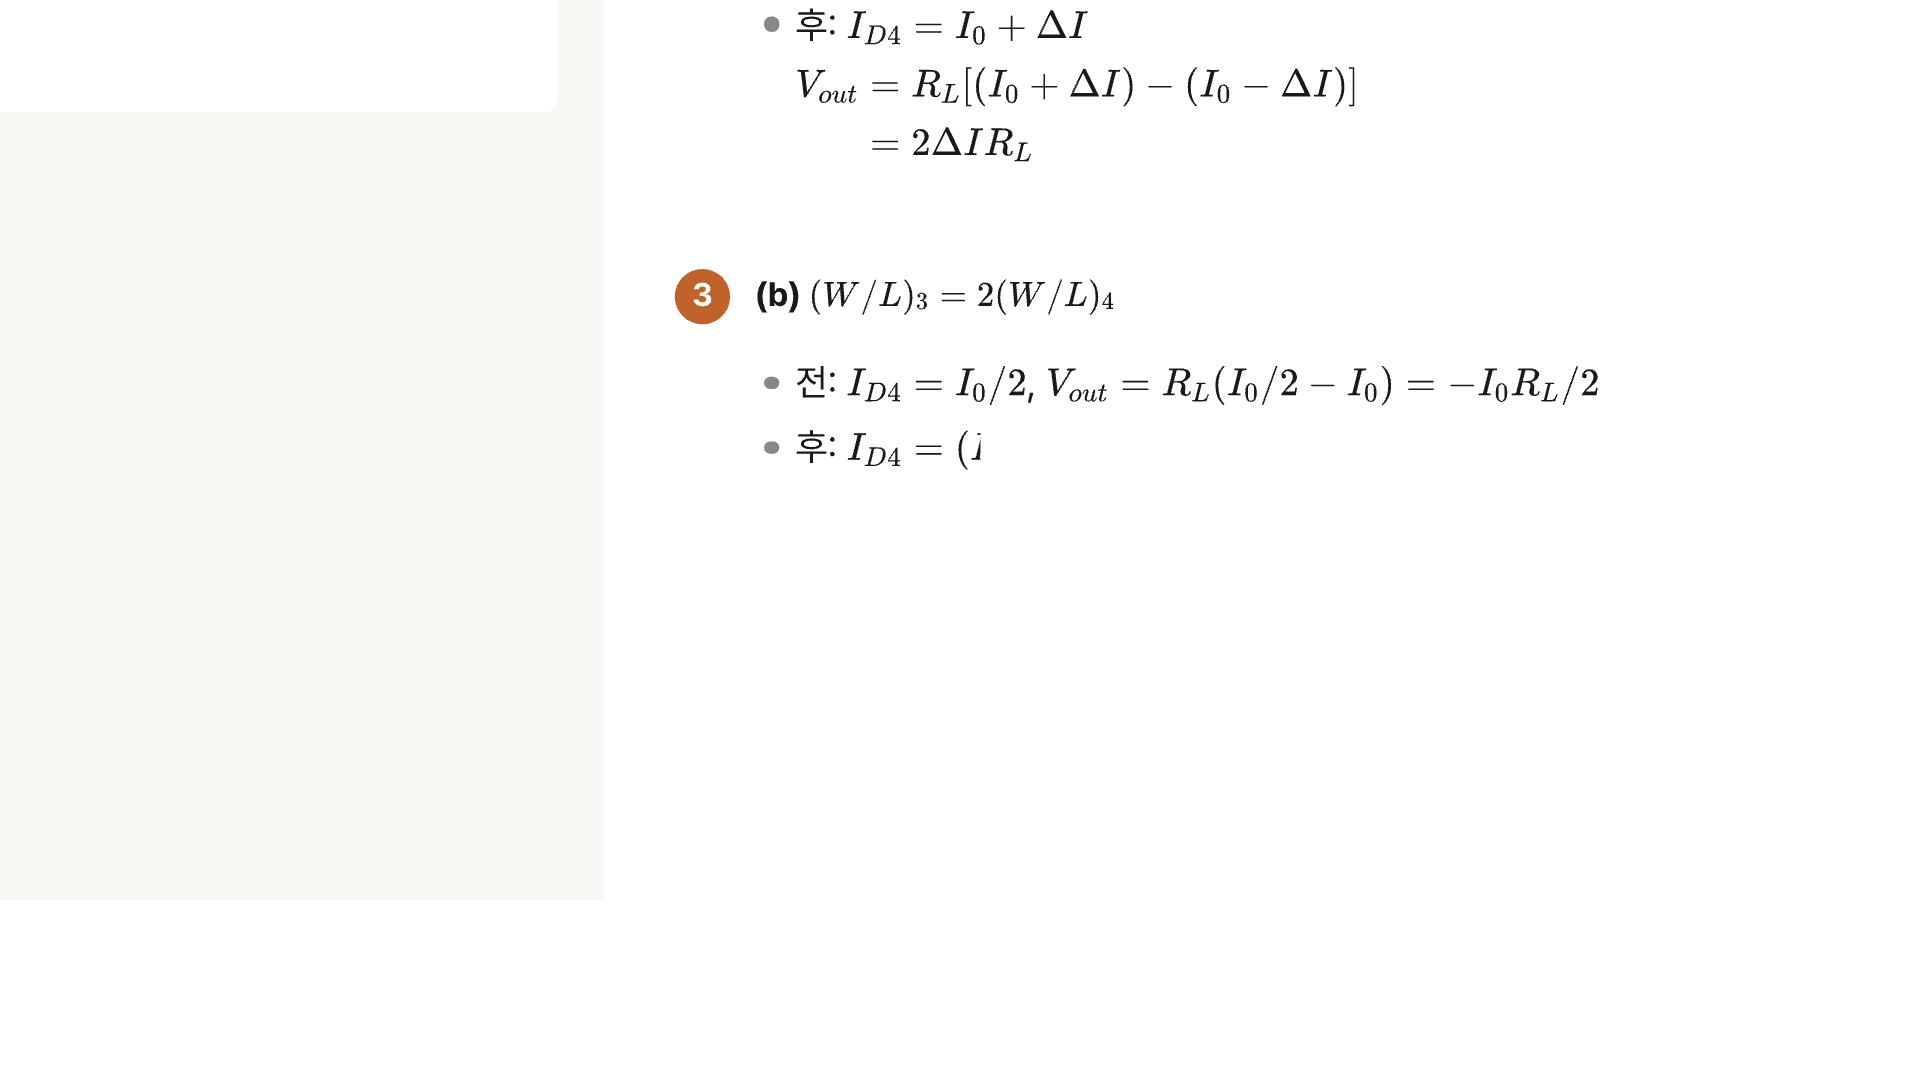 • 후: I_{D4} = I_0 + ΔI
V_{out} = R_L[(I_0 + ΔI) − (I_0 − ΔI)]
= 2ΔIR_L
3 (b) (W/L)_3 = 2(W/L)_4
• 전: I_{D4} = I_0/2, V_{out} = R_L(I_0/2 − I_0) = −I_0R_L/2
• 후: I_{D4} = (